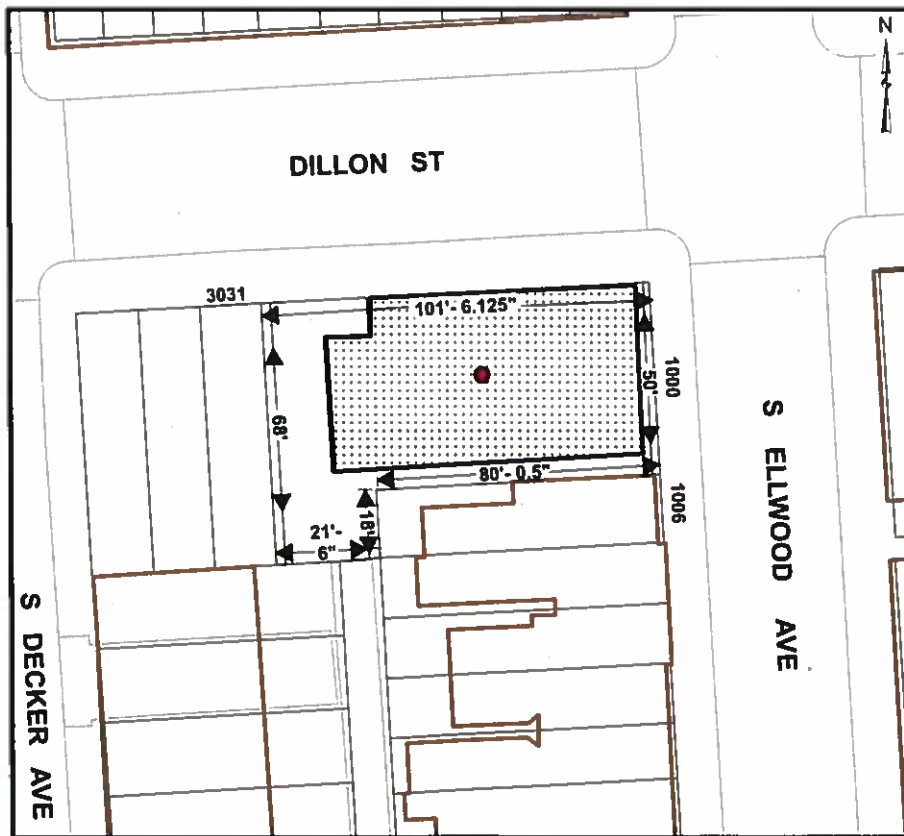 N
DILLON ST
3031
101'- 6.125"
1000
50'
68'
80'- 0.5"
1006
18'
21'-
6"
S ELLWOOD AVE
S DECKER AVE